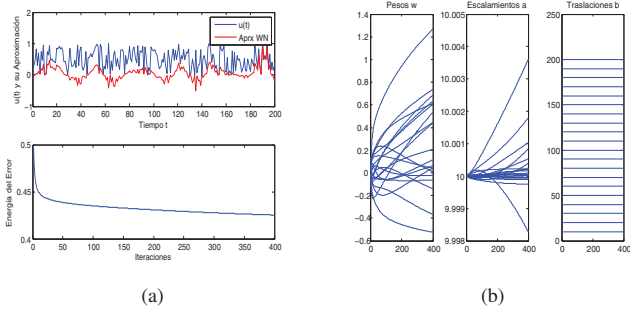 u(t) y su Aproximación
2
1
0
−1
0 20 40 60 80 100 120 140 160 180 200
Tiempo t
u(t)
Aprx WN
Energía del Error
0.5
0.45
0.4
0 50 100 150 200 250 300 350 400
Iteraciones
(a)
Pesos w
1.4
1.2
1
0.8
0.6
0.4
0.2
0
−0.2
−0.4
−0.6
0 200 400
Escalamientos a
10.005
10.004
10.003
10.002
10.001
10
9.999
9.998
0 200 400
Traslaciones b
250
200
150
100
50
0
0 200 400
(b)